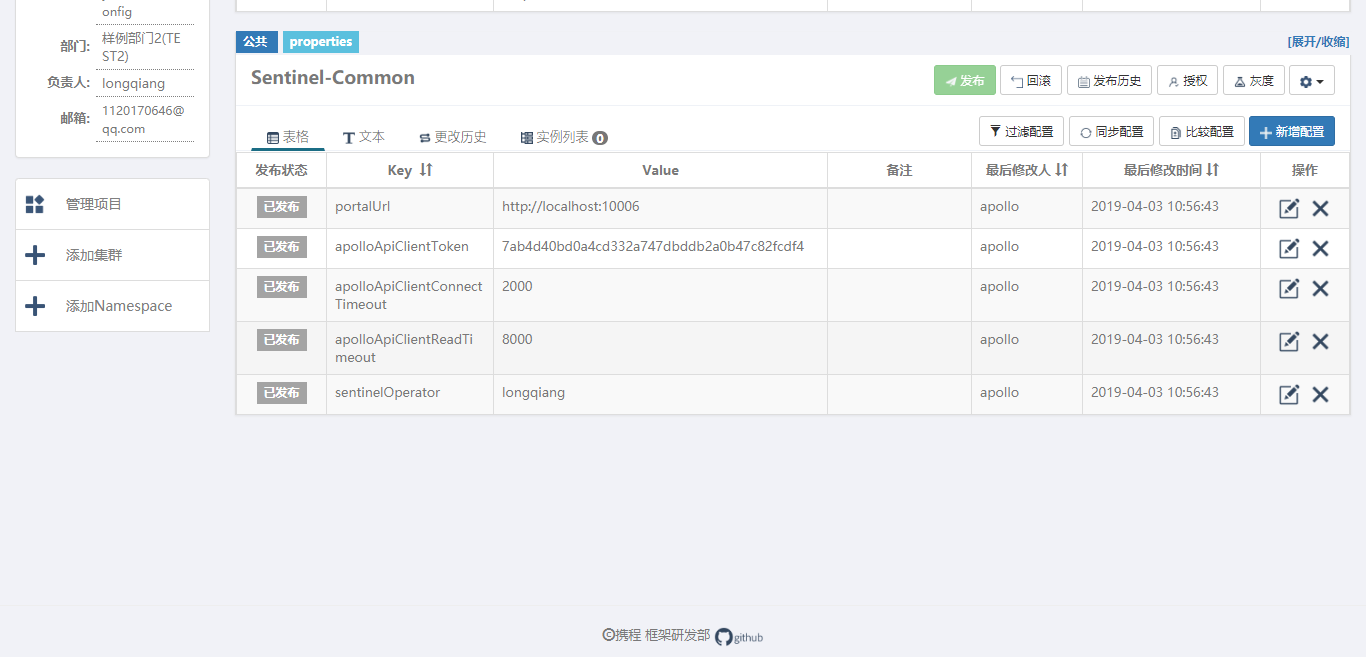 onfig
部门: 样例部门2(TE
ST2)
负责人: longqiang
邮箱: 1120170646@
qq.com
管理项目
添加集群
添加Namespace
公共 properties [展开/收缩]
Sentinel-Common 发布 回滚 发布历史 授权 灰度
表格 文本 更改历史 实例列表 0 过滤配置 同步配置 比较配置 新增配置
发布状态 Key Value 备注 最后修改人 最后修改时间 操作
已发布 portalUrl http://localhost:10006 apollo 2019-04-03 10:56:43
已发布 apolloApiClientToken 7ab4d40bd0a4cd332a747dbddb2a0b47c82fcdf4 apollo 2019-04-03 10:56:43
已发布 apolloApiClientConnect 2000 apollo 2019-04-03 10:56:43
Timeout
已发布 apolloApiClientReadTi 8000 apollo 2019-04-03 10:56:43
meout
已发布 sentinelOperator longqiang apollo 2019-04-03 10:56:43
©携程 框架研发部 github